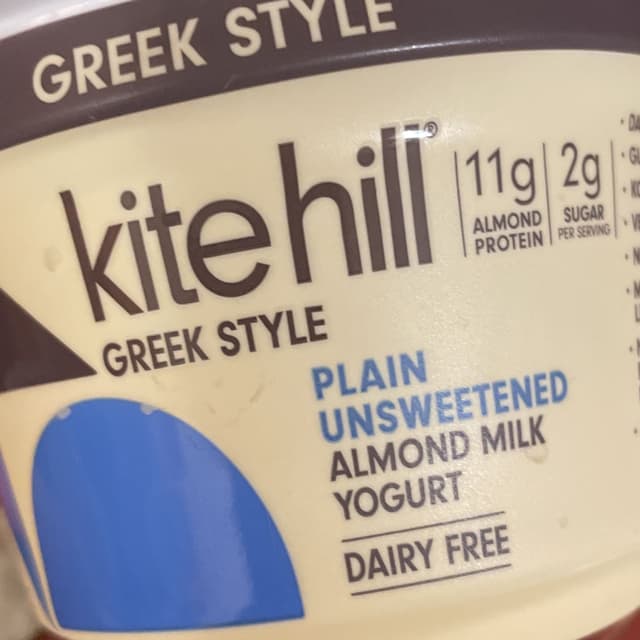 GREEK STYLE
kite hill®
11g
ALMOND
PROTEIN
2g
SUGAR
PER SERVING
GREEK STYLE
PLAIN
UNSWEETENED
ALMOND MILK
YOGURT
DAIRY FREE